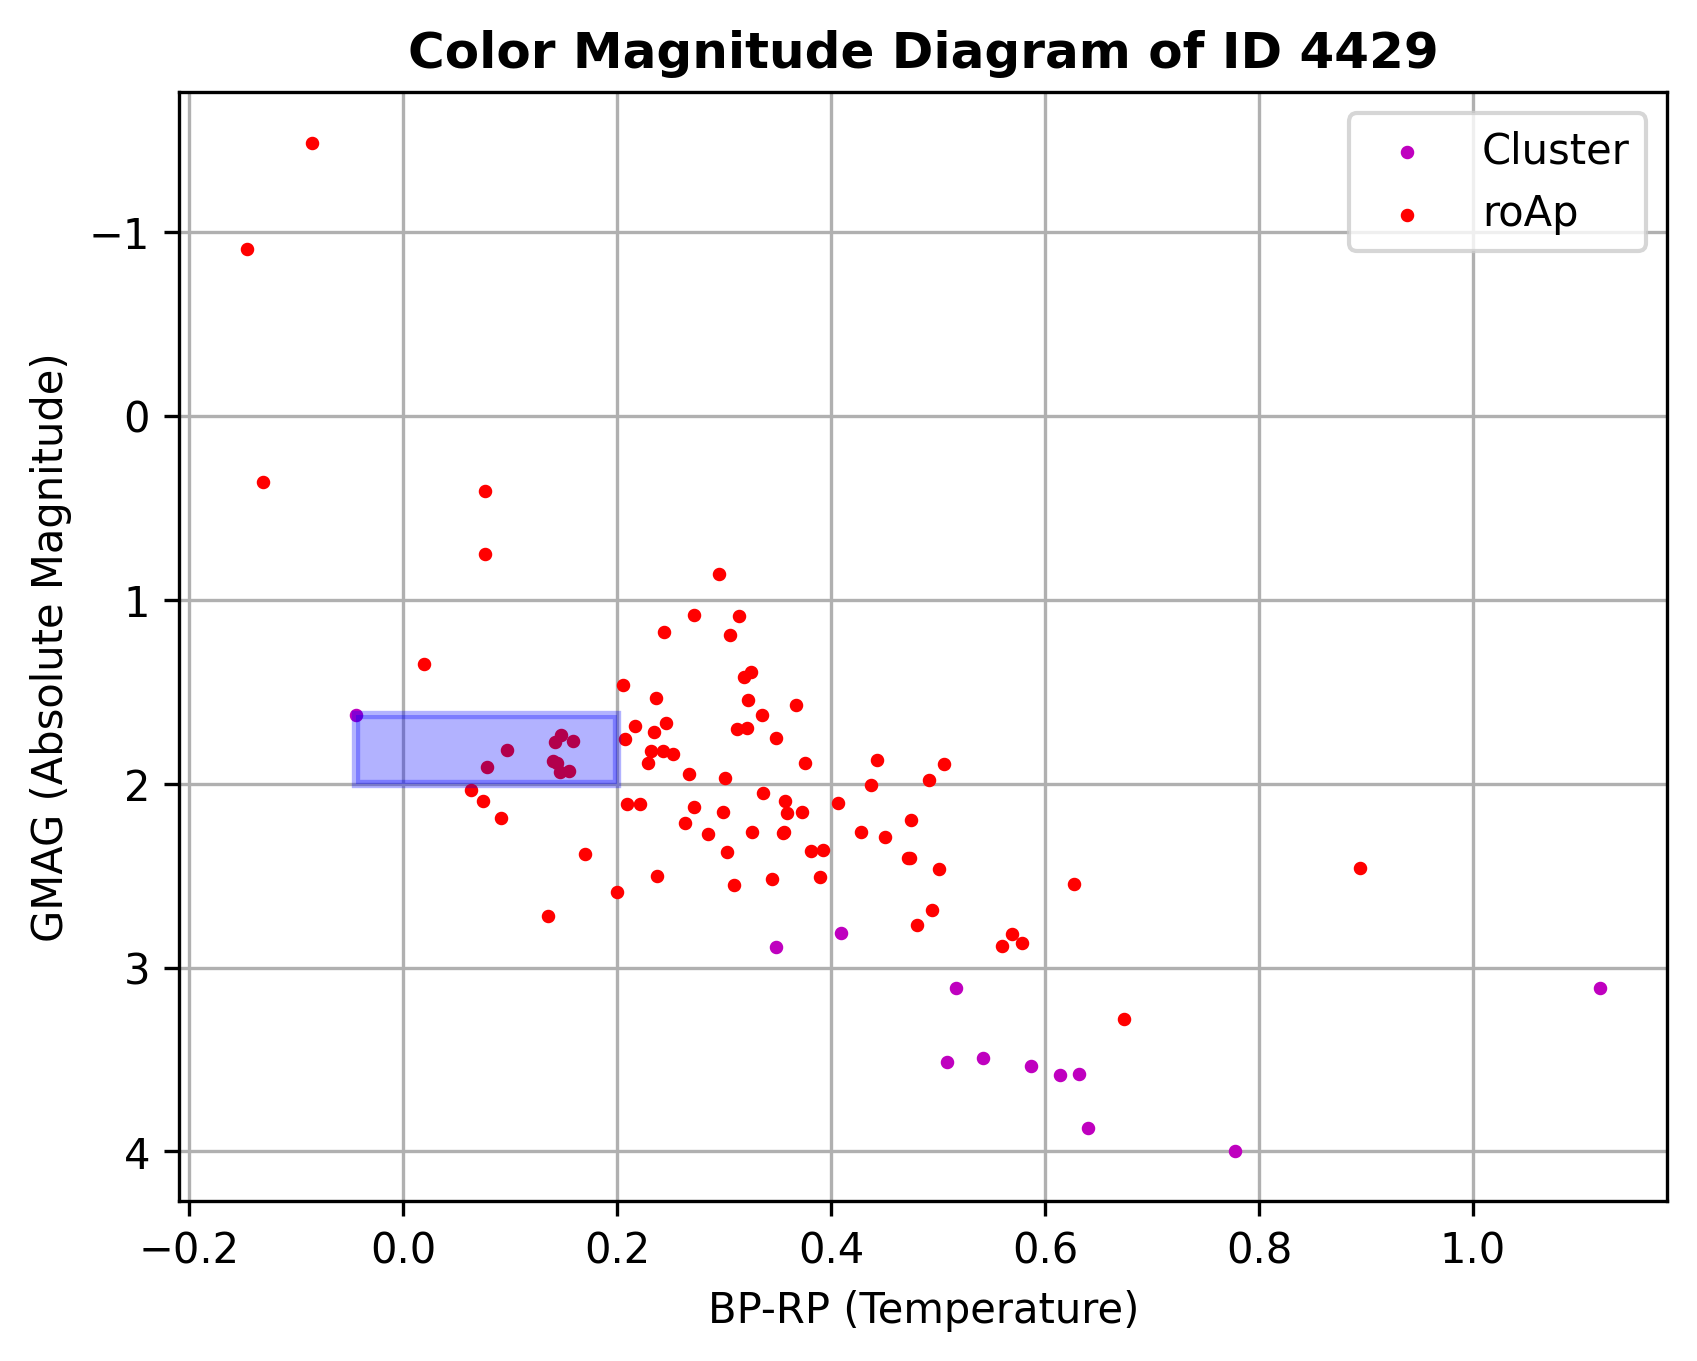 Color Magnitude Diagram of ID 4429
Cluster
roAp
GMAG (Absolute Magnitude)
−1
0
1
2
3
4
−0.2 0.0 0.2 0.4 0.6 0.8 1.0
BP-RP (Temperature)